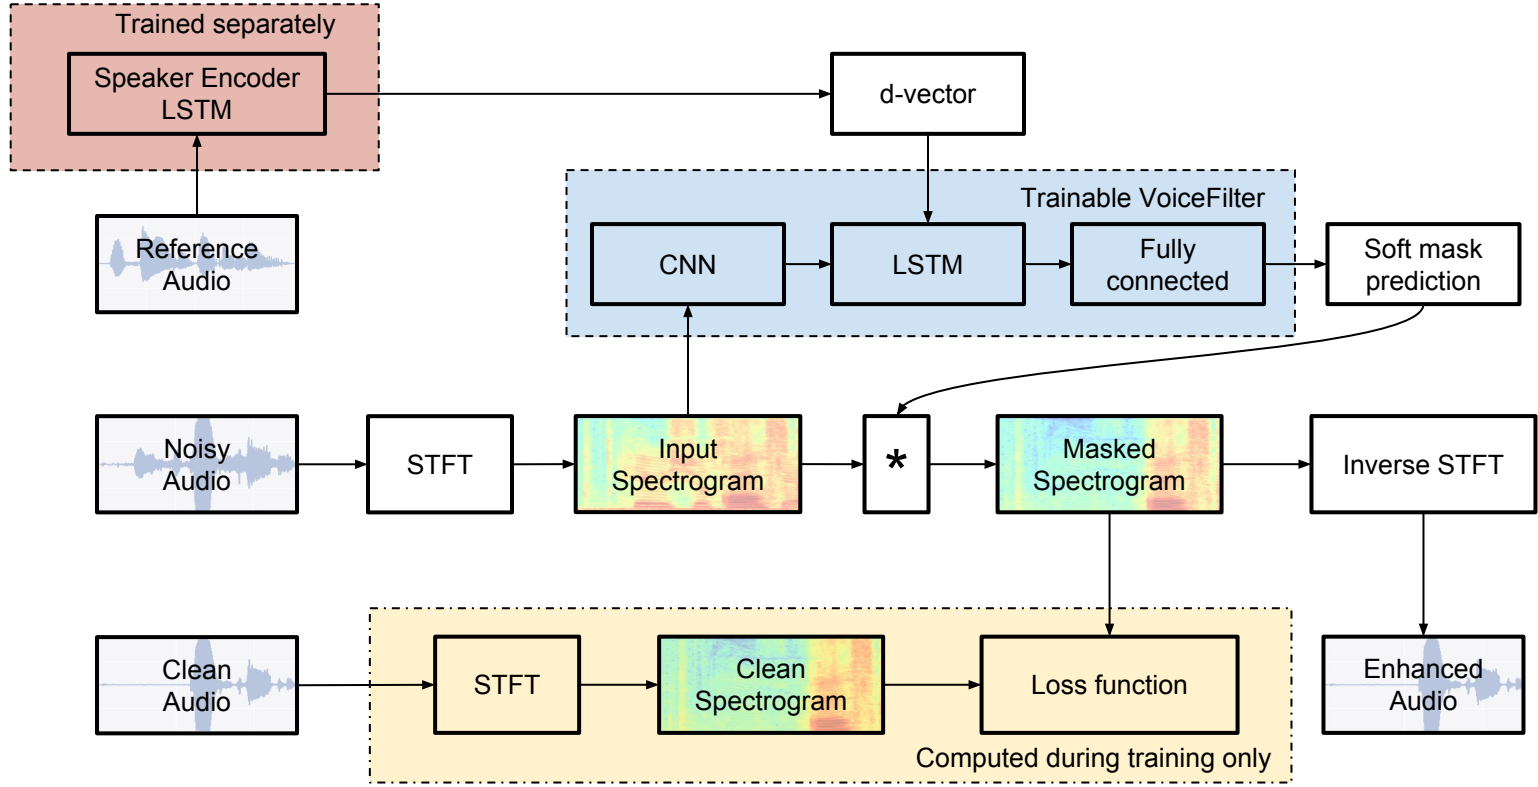 Trained separately
Speaker Encoder
LSTM
d-vector
Reference
Audio
Trainable VoiceFilter
CNN
LSTM
Fully
connected
Soft mask
prediction
Noisy
Audio
STFT
Input
Spectrogram
*
Masked
Spectrogram
Inverse STFT
Clean
Audio
STFT
Clean
Spectrogram
Loss function
Enhanced
Audio
Computed during training only